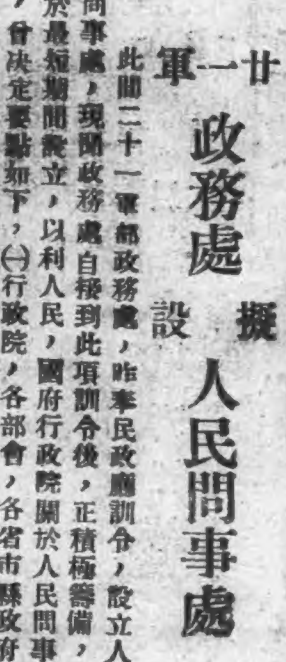 廿一軍
政務處
擬設
人民問事處
此間二十一軍部政務處，昨奉民政廳訓令，設立人
問事處，現聞政務處自接到此項訓令後，正積極籌備，
於最短期間設立，以利人民，國府行政院關於人民問事
，曾決定要點如下，㈠行政院，各部會，各省市縣政府